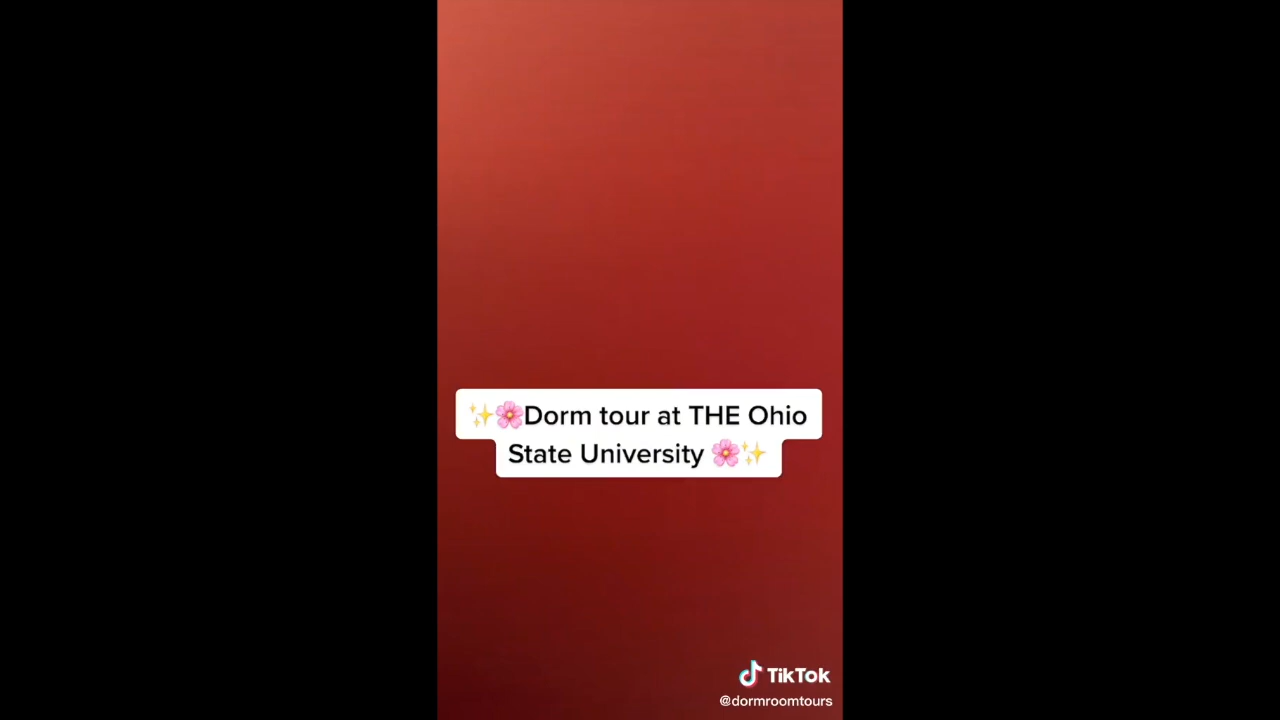 ✨🌸Dorm tour at THE Ohio
State University 🌸✨
TikTok
@dormroomtours